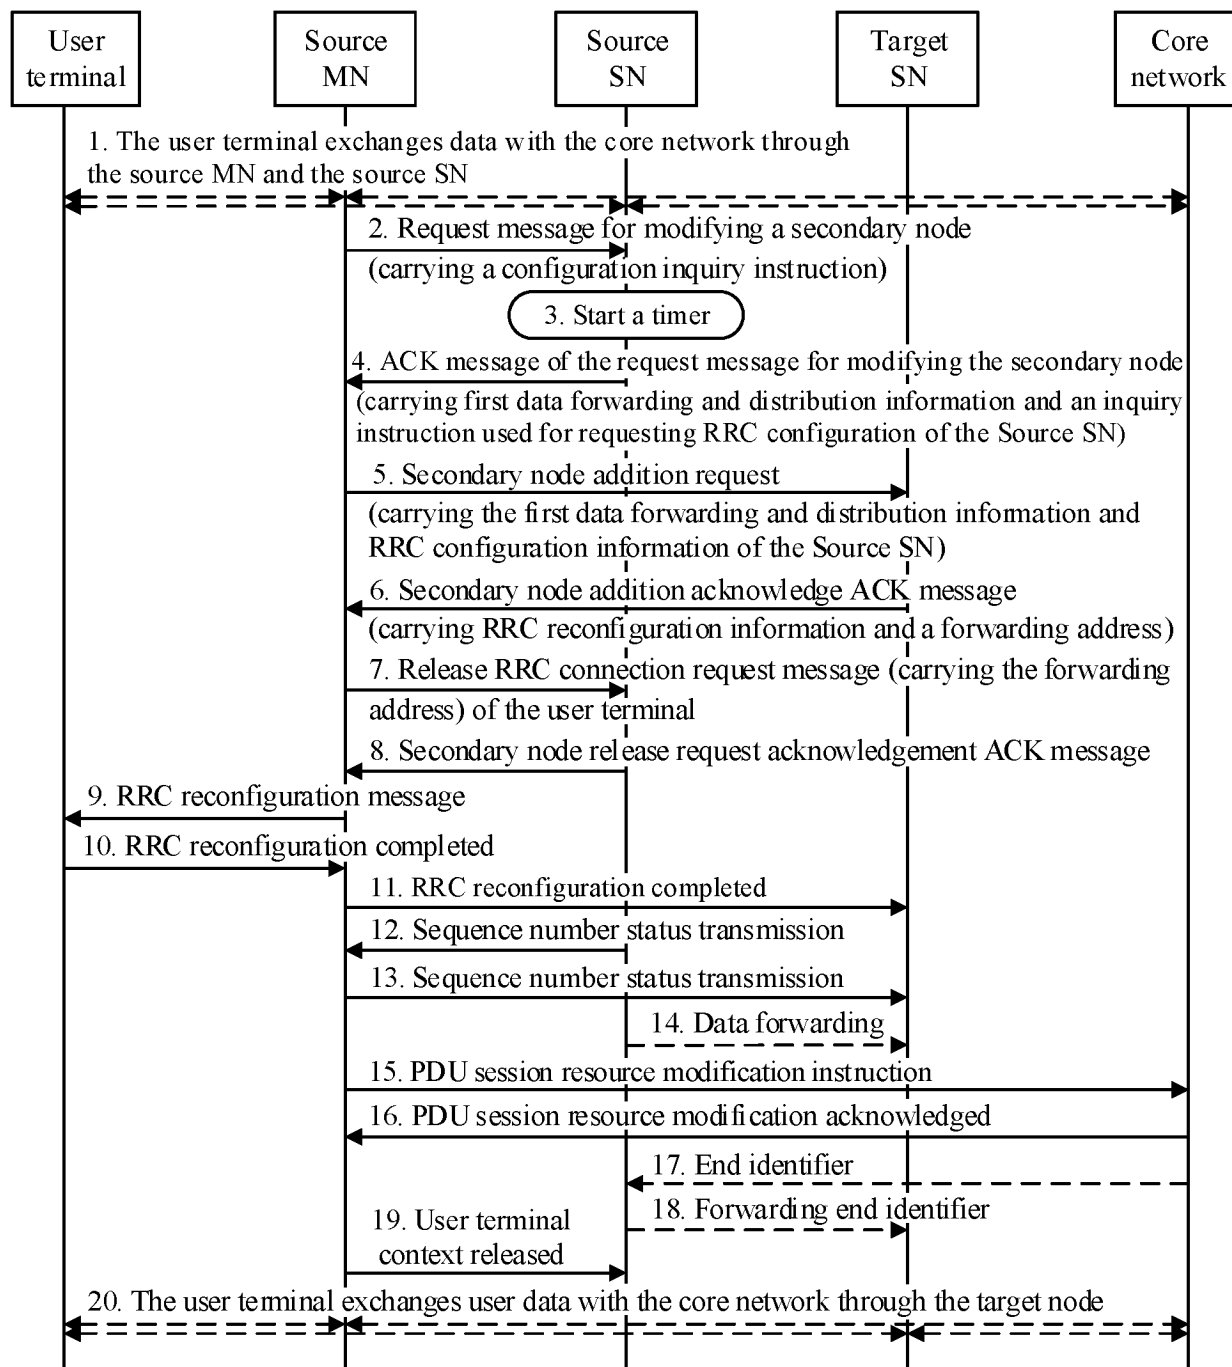 User
terminal
Source
MN
Source
SN
Target
SN
Core
network
1. The user terminal exchanges data with the core network through
the source MN and the source SN
2. Request message for modifying a secondary node
(carrying a configuration inquiry instruction)
3. Start a timer
4. ACK message of the request message for modifying the secondary node
(carrying first data forwarding and distribution information and an inquiry
instruction used for requesting RRC configuration of the Source SN)
5. Secondary node addition request
(carrying the first data forwarding and distribution information and
RRC configuration information of the Source SN)
6. Secondary node addition acknowledge ACK message
(carrying RRC reconfiguration information and a forwarding address)
7. Release RRC connection request message (carrying the forwarding
address) of the user terminal
8. Secondary node release request acknowledgement ACK message
9. RRC reconfiguration message
10. RRC reconfiguration completed
11. RRC reconfiguration completed
12. Sequence number status transmission
13. Sequence number status transmission
14. Data forwarding
15. PDU session resource modification instruction
16. PDU session resource modification acknowledged
17. End identifier
18. Forwarding end identifier
19. User terminal
context released
20. The user terminal exchanges user data with the core network through the target node